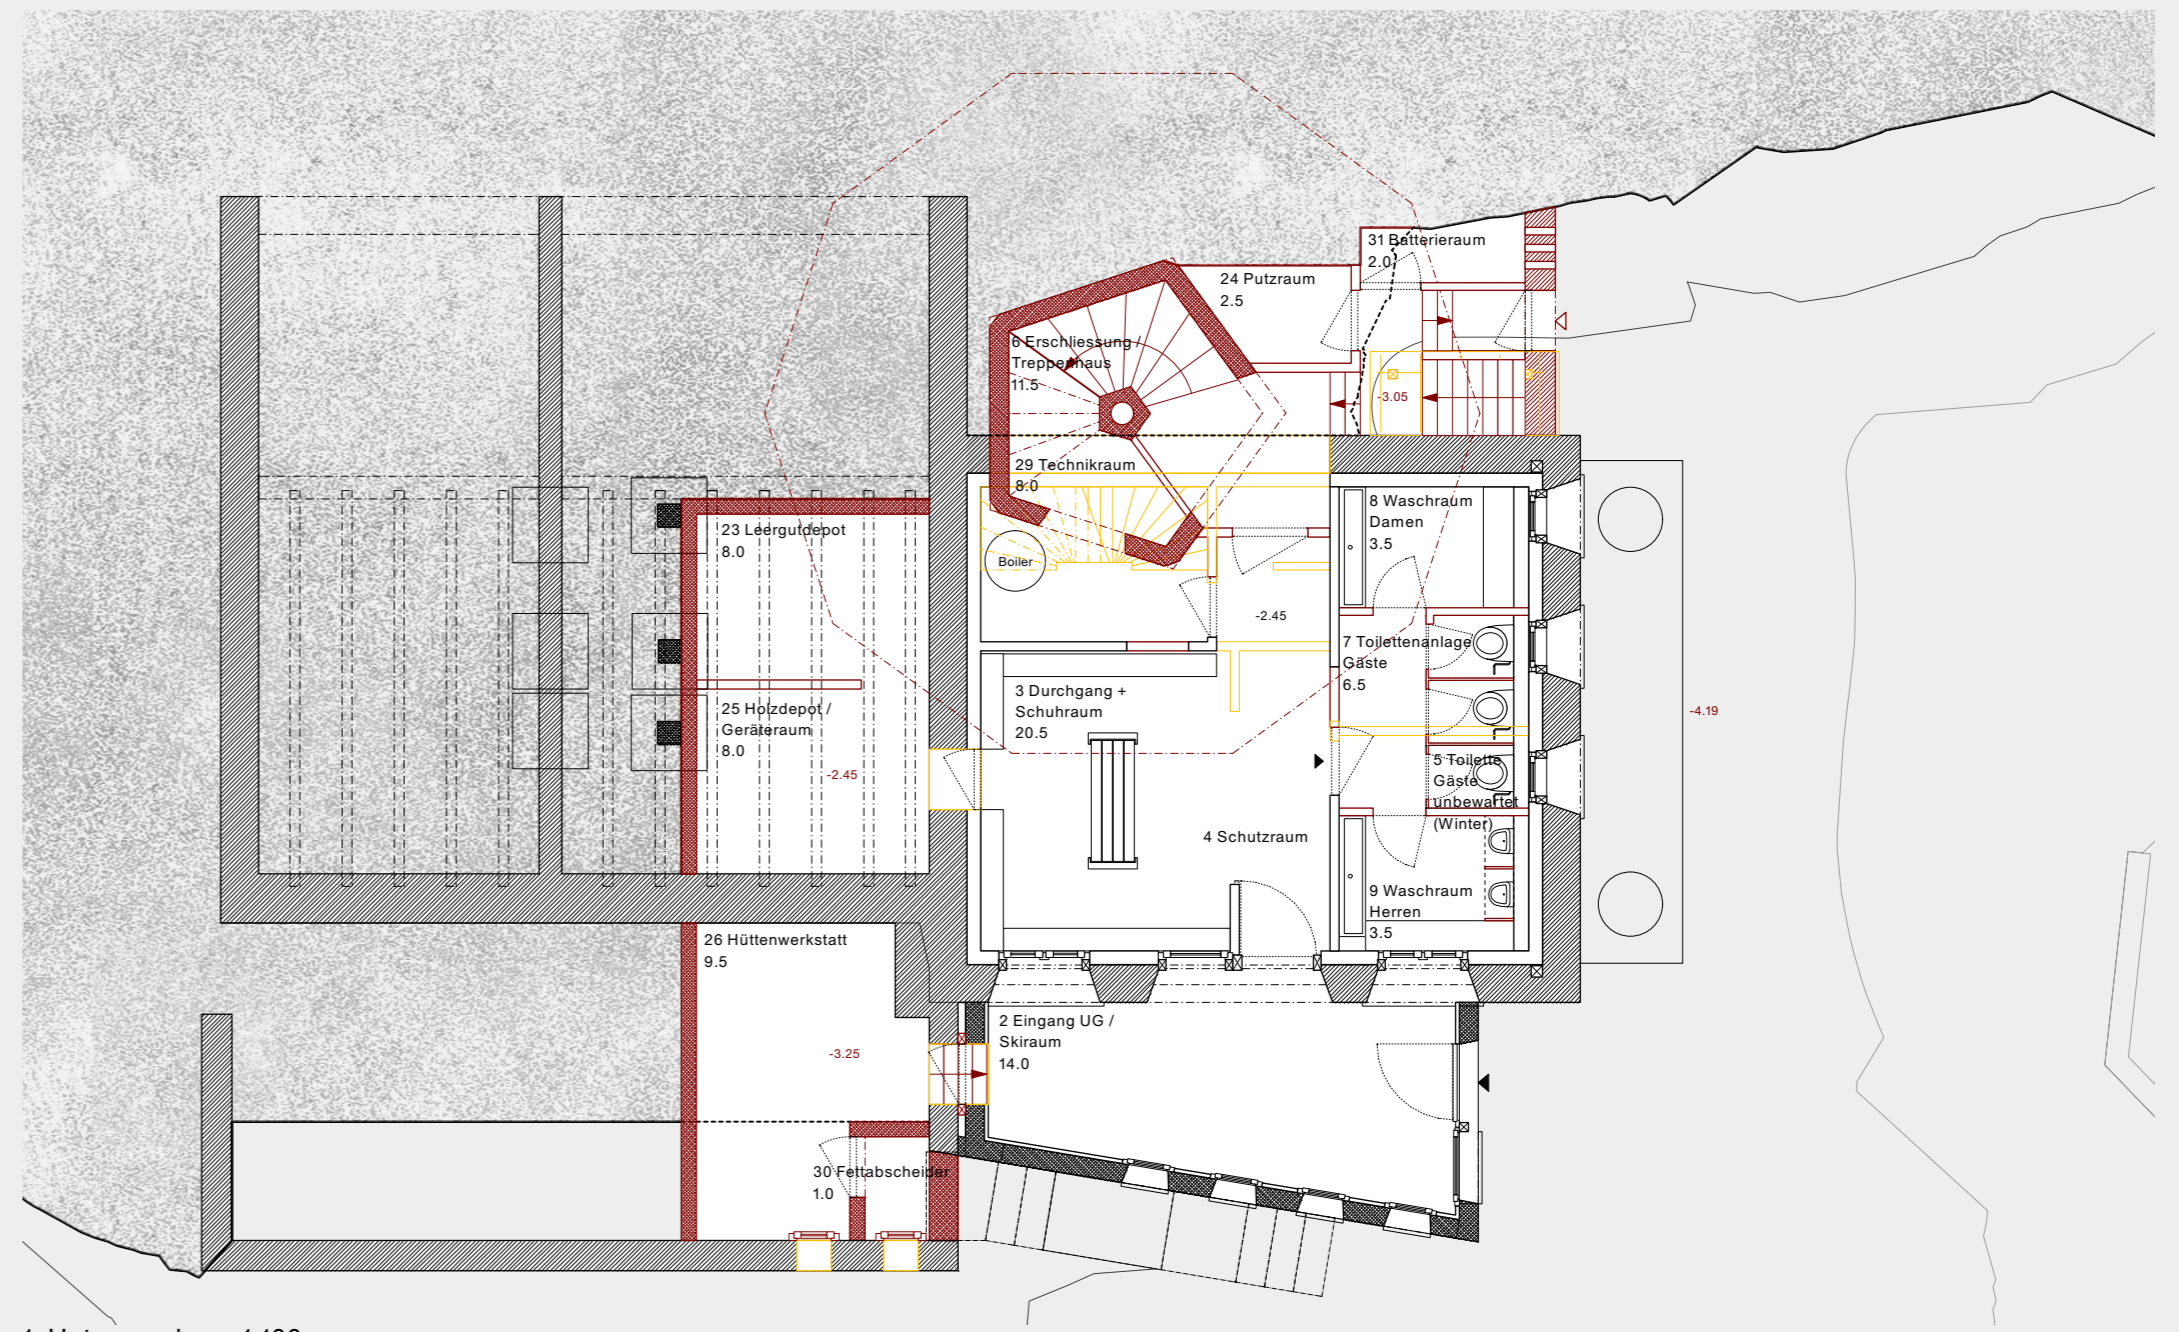 31 Batterieraum
2.0
24 Putzraum
2.5
6 Erschliessung /
Treppenhaus
11.5
-3.05
29 Technikraum
8.0
8 Waschraum
Damen
3.5
23 Leergutdepot
8.0
Boiler
-2.45
7 Toilettenanlage
Gäste
6.5
3 Durchgang +
Schuhraum
20.5
25 Holzdepot /
Geräteraum
8.0
-2.45
-4.19
5 Toilette
Gäste
unbewartet
(Winter)
4 Schutzraum
9 Waschraum
Herren
3.5
26 Hüttenwerkstatt
9.5
2 Eingang UG /
Skiraum
14.0
-3.25
30 Fettabscheider
1.0